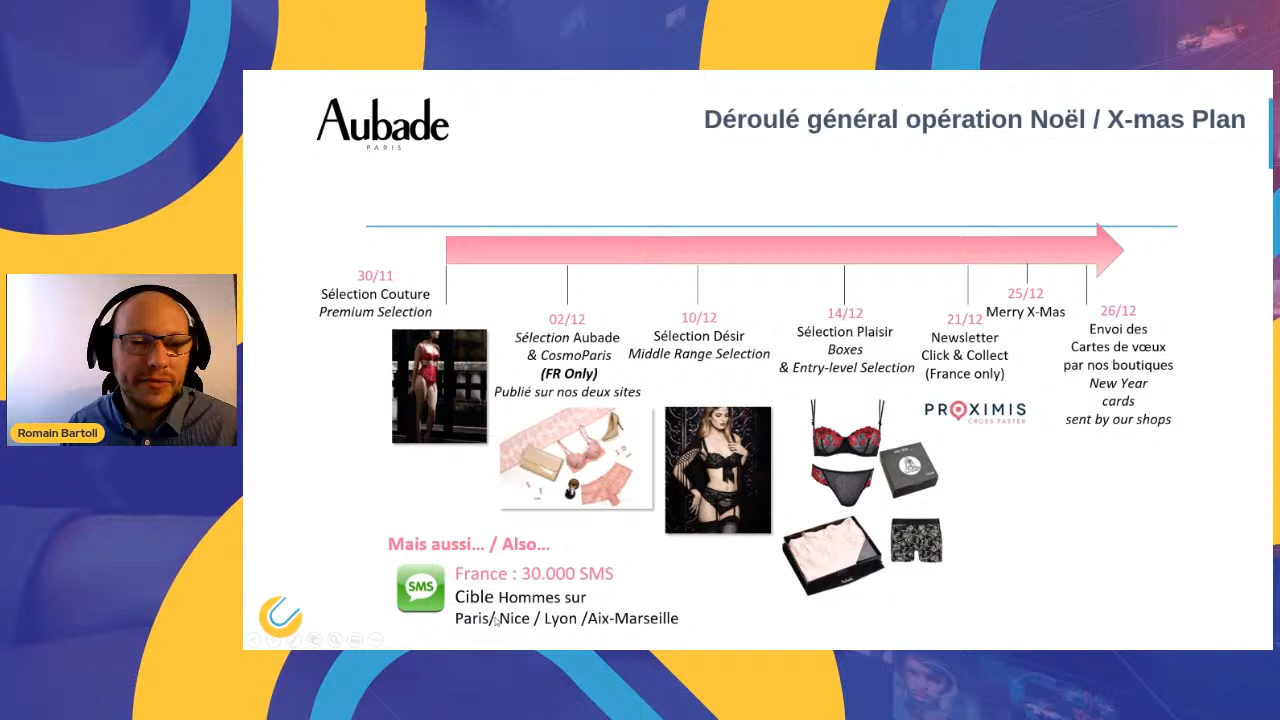 Aubade
PARIS
Déroulé général opération Noël / X-mas Plan
30/11
Sélection Couture
Premium Selection
02/12
Sélection Aubade
& CosmoParis
(FR Only)
Publié sur nos deux sites
10/12
Sélection Désir
Middle Range Selection
14/12
Sélection Plaisir
Boxes
& Entry-level Selection
21/12
Newsletter
Click & Collect
(France only)
PROXIMIS
CROSS FASTER
25/12
Merry X-Mas
26/12
Envoi des
Cartes de vœux
par nos boutiques
New Year
cards
sent by our shops
Romain Bartoli
Mais aussi... / Also...
SMS
France : 30.000 SMS
Cible Hommes sur
Paris/ Nice / Lyon /Aix-Marseille
Aubade